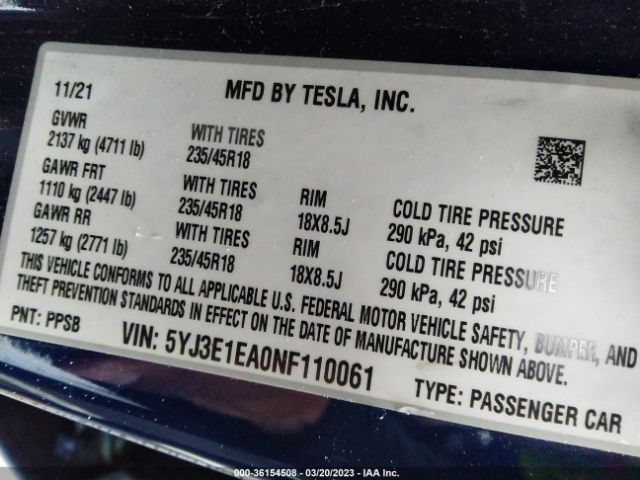 11/21 MFD BY TESLA, INC.
GVWR
2137 kg (4711 lb) WITH TIRES 235/45R18
GAWR FRT
1110 kg (2447 lb) WITH TIRES 235/45R18 RIM 18X8.5J COLD TIRE PRESSURE 290 kPa, 42 psi
GAWR RR
1257 kg (2771 lb) WITH TIRES 235/45R18 RIM 18X8.5J COLD TIRE PRESSURE 290 kPa, 42 psi
THIS VEHICLE CONFORMS TO ALL APPLICABLE U.S. FEDERAL MOTOR VEHICLE SAFETY, BUMPER, AND
THEFT PREVENTION STANDARDS IN EFFECT ON THE DATE OF MANUFACTURE SHOWN ABOVE.
PNT: PPSB VIN: 5YJ3E1EA0NF110061 TYPE: PASSENGER CAR
000-36154508 - 03/20/2023 - IAA Inc.